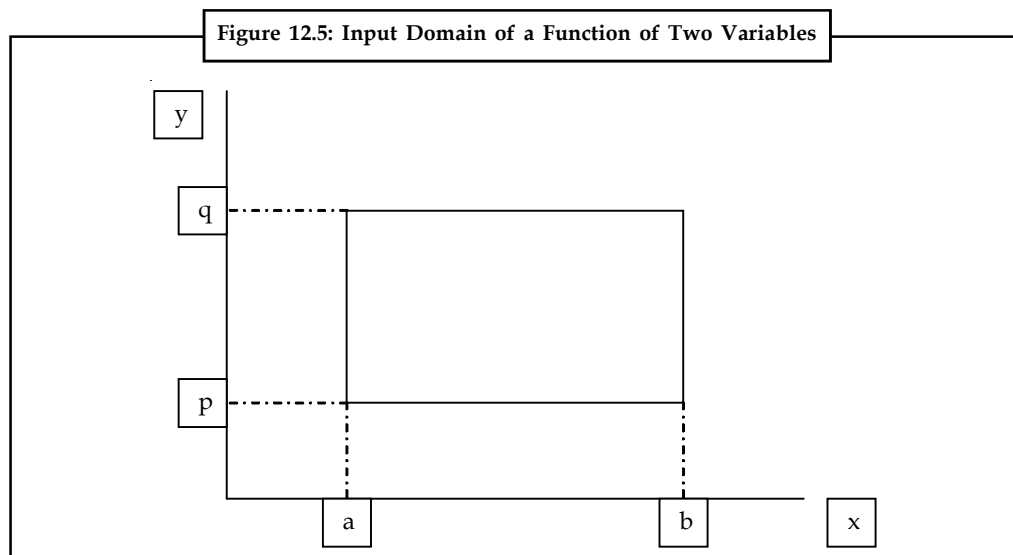 Figure 12.5: Input Domain of a Function of Two Variables
y
q
p
a
b
x